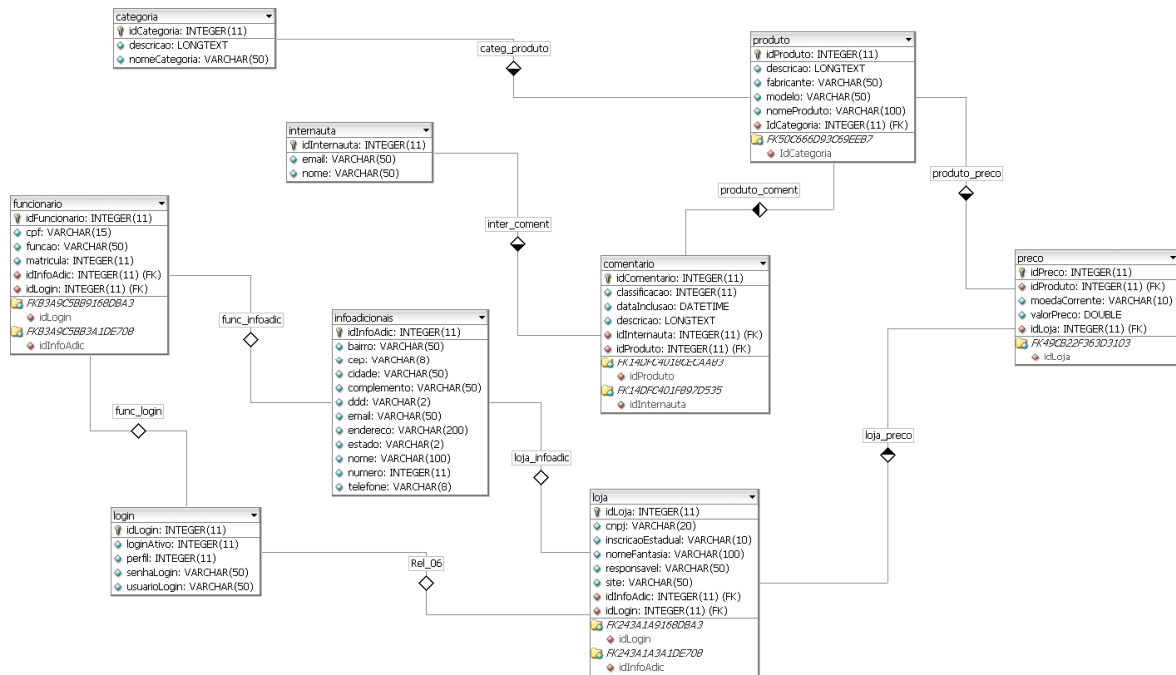 categoria
idCategoria: INTEGER(11)
descricao: LONGTEXT
nomeCategoria: VARCHAR(50)
categ_produto
produto
idProduto: INTEGER(11)
descricao: LONGTEXT
fabricante: VARCHAR(50)
modelo: VARCHAR(50)
nomeProduto: VARCHAR(100)
IdCategoria: INTEGER(11) (FK)
FK50C666D93C69EEB7
IdCategoria
internauta
idInternauta: INTEGER(11)
email: VARCHAR(50)
nome: VARCHAR(50)
produto_coment
produto_preco
inter_coment
funcionario
idFuncionario: INTEGER(11)
cpf: VARCHAR(15)
funcao: VARCHAR(50)
matricula: INTEGER(11)
idInfoAdic: INTEGER(11) (FK)
idLogin: INTEGER(11) (FK)
FKB3A9C5BB9160DBA3
idLogin
FKB3A9C5BB3A1DE708
idInfoAdic
func_infoadic
func_login
infoadicionais
idInfoAdic: INTEGER(11)
bairro: VARCHAR(50)
cep: VARCHAR(8)
cidade: VARCHAR(50)
complemento: VARCHAR(50)
ddd: VARCHAR(2)
email: VARCHAR(50)
endereco: VARCHAR(200)
estado: VARCHAR(2)
nome: VARCHAR(100)
numero: INTEGER(11)
telefone: VARCHAR(8)
comentario
idComentario: INTEGER(11)
classificacao: INTEGER(11)
dataInclusao: DATETIME
descricao: LONGTEXT
idInternauta: INTEGER(11) (FK)
idProduto: INTEGER(11) (FK)
idProduto
FK14DFC401F097D535
idInternauta
preco
idPreco: INTEGER(11)
idProduto: INTEGER(11) (FK)
moedaCorrente: VARCHAR(10)
valorPreco: DOUBLE
idLoja: INTEGER(11) (FK)
FK49CB22F363D3103
idLoja
loja_infoadic
loja_preco
login
idLogin: INTEGER(11)
loginAtivo: INTEGER(11)
perfil: INTEGER(11)
senhaLogin: VARCHAR(50)
usuarioLogin: VARCHAR(50)
Rel_06
loja
idLoja: INTEGER(11)
cnpj: VARCHAR(20)
inscricaoEstadual: VARCHAR(10)
nomeFantasia: VARCHAR(100)
responsavel: VARCHAR(50)
site: VARCHAR(50)
idInfoAdic: INTEGER(11) (FK)
idLogin: INTEGER(11) (FK)
FK243A1A9160DBA3
idLogin
FK243A1A3A1DE708
idInfoAdic